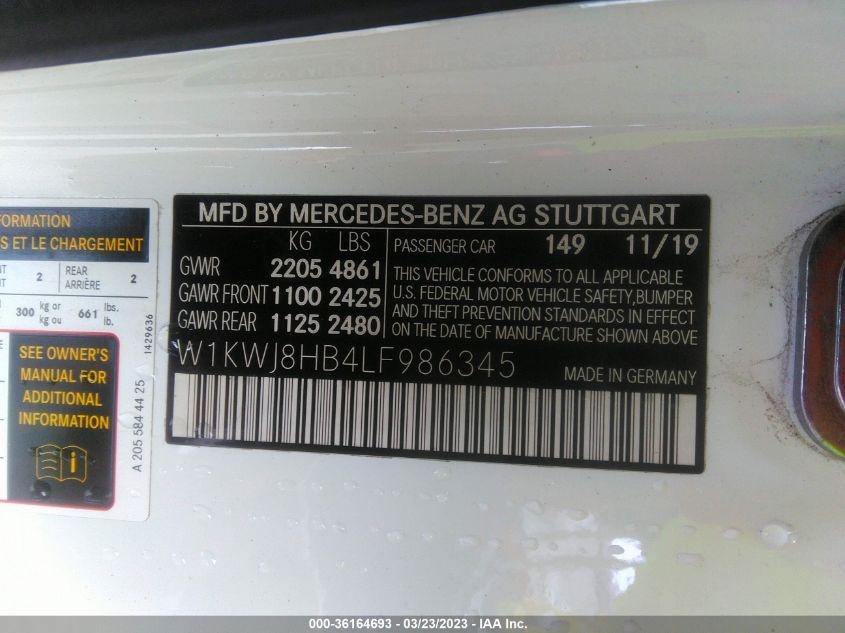 FORMATION
S ET LE CHARGEMENT
NT 2 REAR 2
NT ARRIÈRE
300 kg or 661 lbs.
kg ou lb.
SEE OWNER'S
MANUAL FOR
ADDITIONAL
INFORMATION
i
1429636
A 205 584 44 25
MFD BY MERCEDES-BENZ AG STUTTGART
KG LBS
GVWR 2205 4861
GAWR FRONT 1100 2425
GAWR REAR 1125 2480
PASSENGER CAR 149 11/19
THIS VEHICLE CONFORMS TO ALL APPLICABLE
U.S. FEDERAL MOTOR VEHICLE SAFETY,BUMPER
AND THEFT PREVENTION STANDARDS IN EFFECT
ON THE DATE OF MANUFACTURE SHOWN ABOVE
W1KWJ8HB4LF986345
MADE IN GERMANY
000-36164693 - 03/23/2023 - IAA Inc.